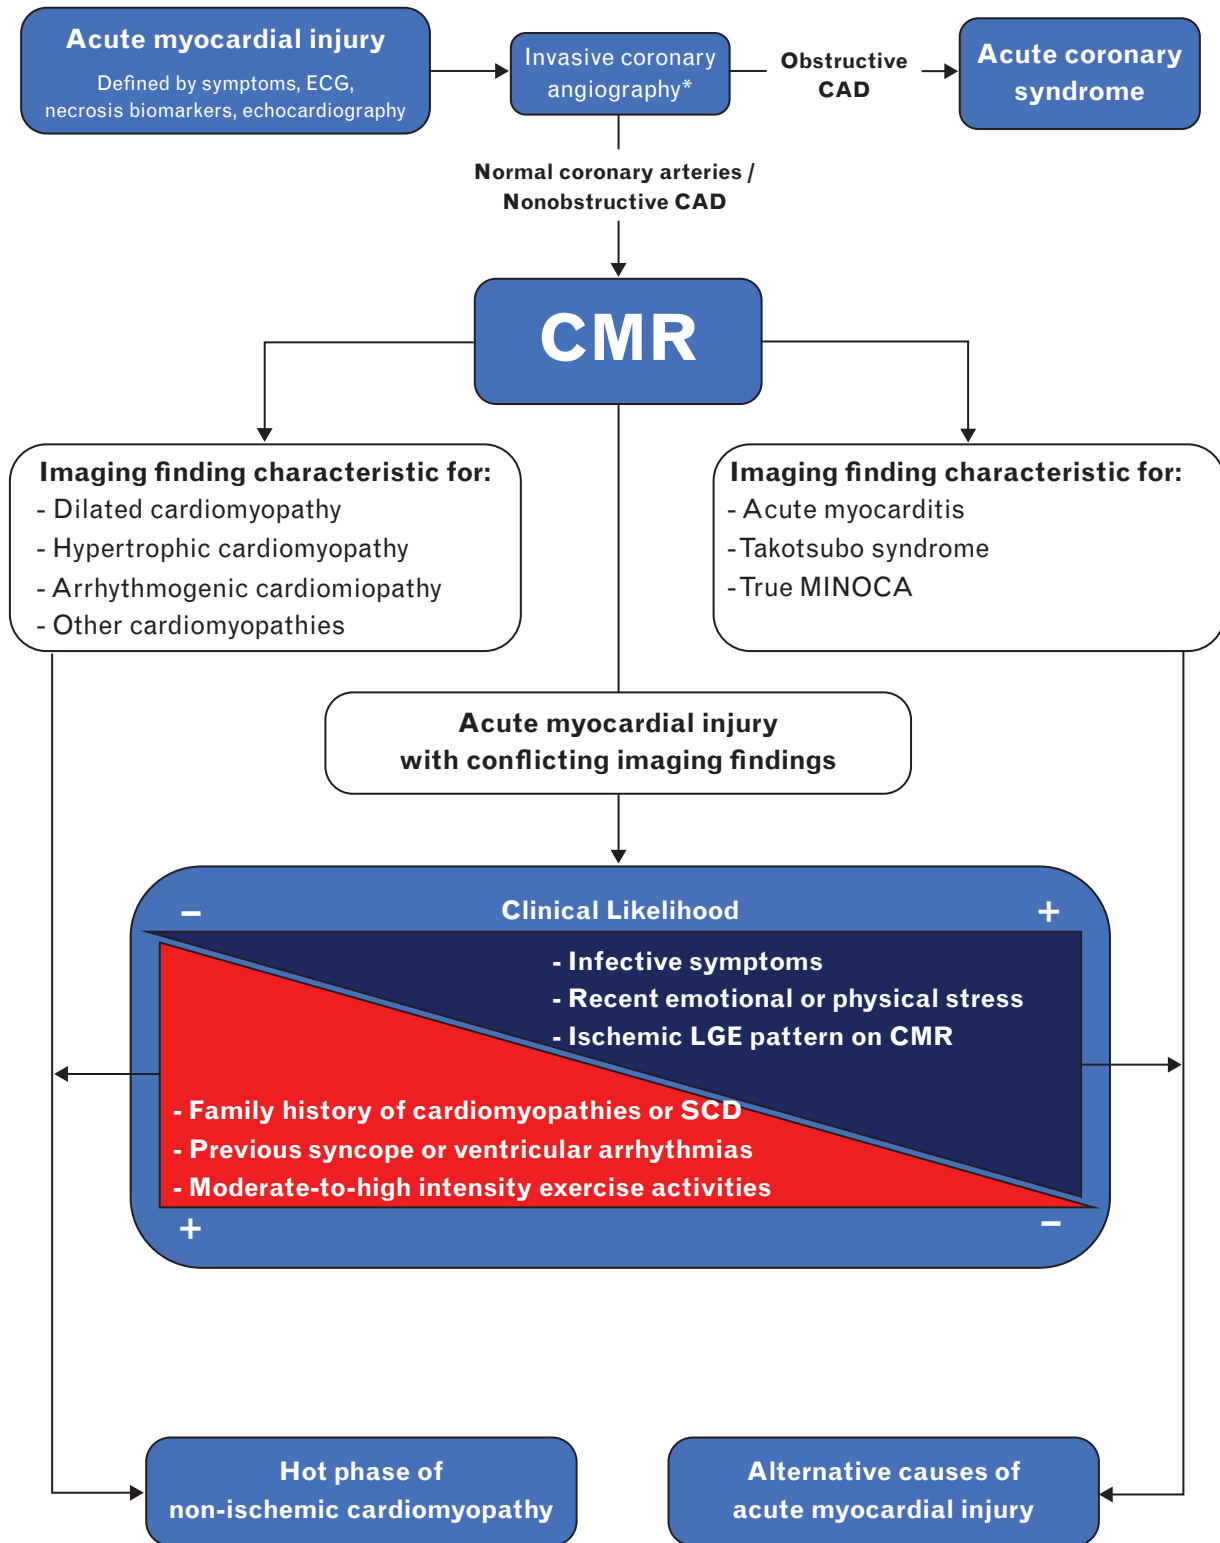 Acute myocardial injury
Defined by symptoms, ECG,
necrosis biomarkers, echocardiography
Invasive coronary
angiography*
Obstructive
CAD
Acute coronary
syndrome
Normal coronary arteries /
Nonobstructive CAD
CMR
Imaging finding characteristic for:
- Dilated cardiomyopathy
- Hypertrophic cardiomyopathy
- Arrhythmogenic cardiomiopathy
- Other cardiomyopathies
Imaging finding characteristic for:
- Acute myocarditis
- Takotsubo syndrome
- True MINOCA
Acute myocardial injury
with conflicting imaging findings
− Clinical Likelihood +
- Infective symptoms
- Recent emotional or physical stress
- Ischemic LGE pattern on CMR
- Family history of cardiomyopathies or SCD
- Previous syncope or ventricular arrhythmias
- Moderate-to-high intensity exercise activities
+ −
Hot phase of
non-ischemic cardiomyopathy
Alternative causes of
acute myocardial injury